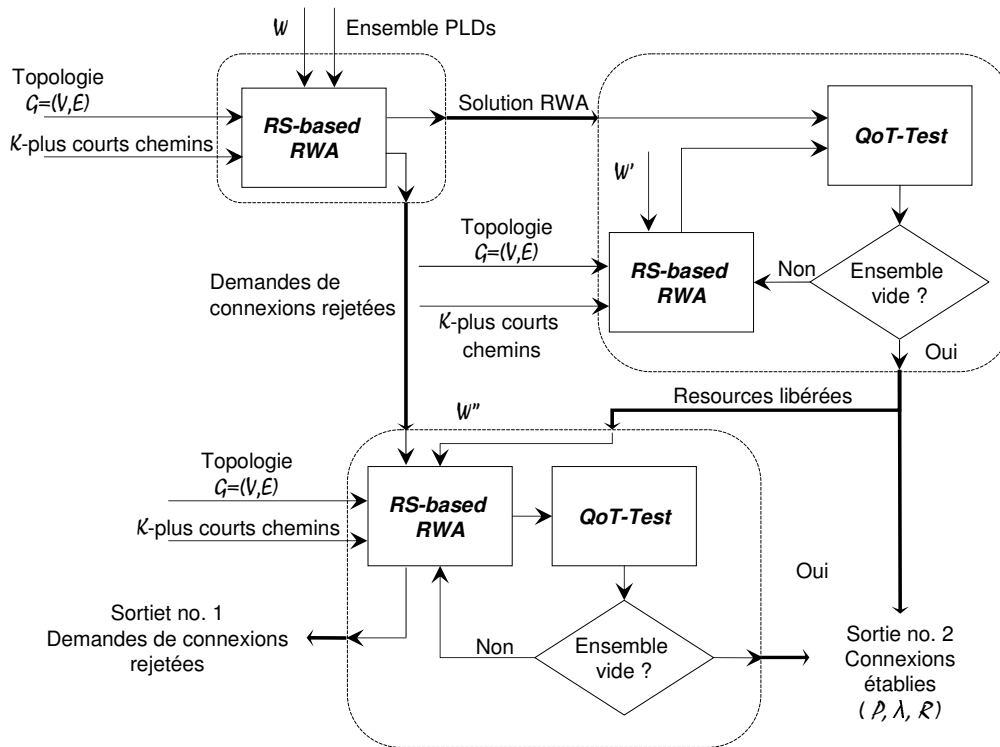 W
Ensemble PLDs
Topologie
G=(V,E)
K-plus courts chemins
RS-based
RWA
Solution RWA
QoT-Test
W'
Topologie
G=(V,E)
RS-based
RWA
K-plus courts
chemins
Non
Ensemble
vide ?
Oui
Demandes de
connexions rejetées
Resources libérées
W"
Topologie
G=(V,E)
K-plus courts chemins
RS-based
RWA
QoT-Test
Non
Ensemble
vide ?
Oui
Sortiet no. 1
Demandes de connexions
rejetées
Sortie no. 2
Connexions
établies
( P, λ, R )